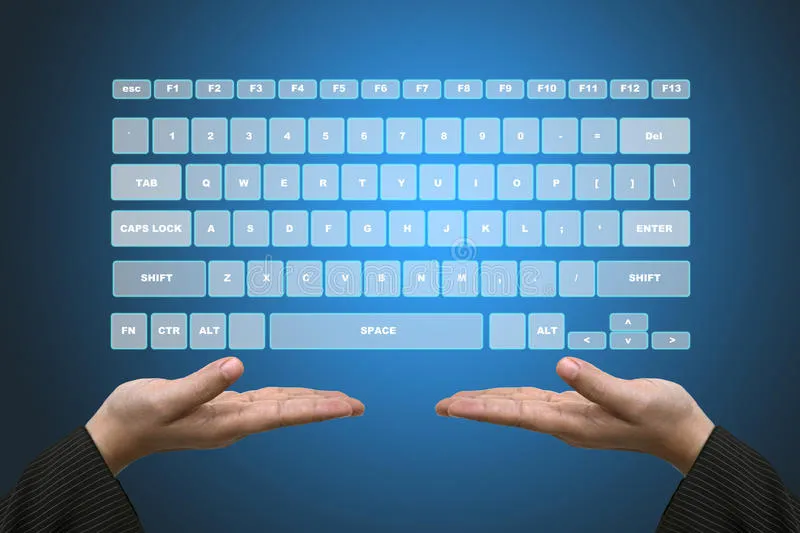 esc F1 F2 F3 F4 F5 F6 F7 F8 F9 F10 F11 F12 F13
` 1 2 3 4 5 6 7 8 9 0 - = Del
TAB Q W E R T Y U I O P [ ] \
CAPS LOCK A S D F G H J K L ; ' ENTER
SHIFT Z X C V B N M , . / SHIFT
FN CTR ALT SPACE ALT < ^ v >
dreamstime